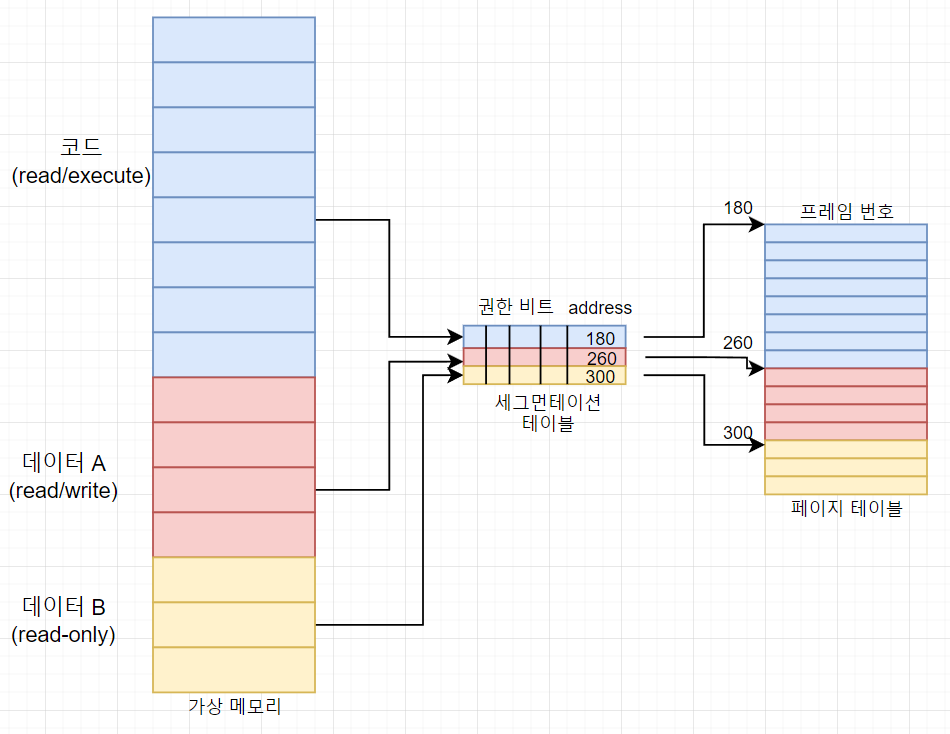 코드
(read/execute)
데이터 A
(read/write)
데이터 B
(read-only)
가상 메모리
권한 비트 address
180
260
300
세그먼테이션
테이블
180
260
300
프레임 번호
페이지 테이블